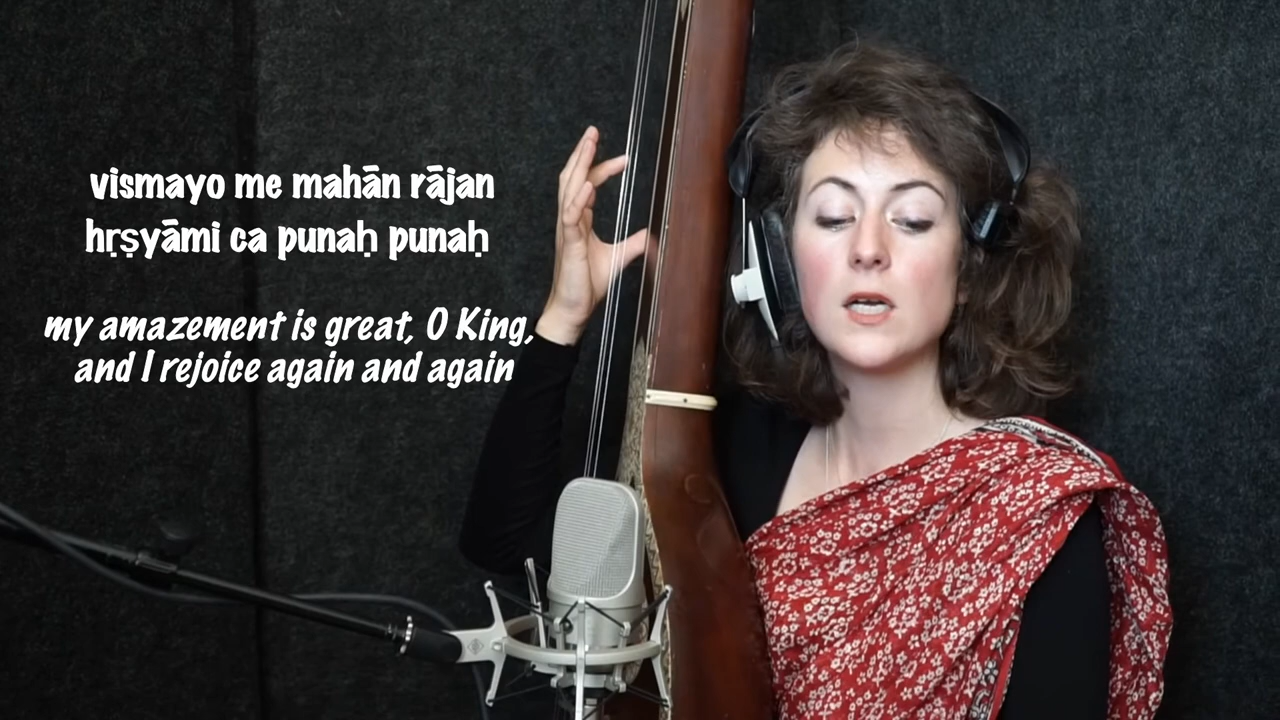 vismayo me mahān rājan
hṛṣyāmi ca punaḥ punaḥ
my amazement is great, O King,
and I rejoice again and again